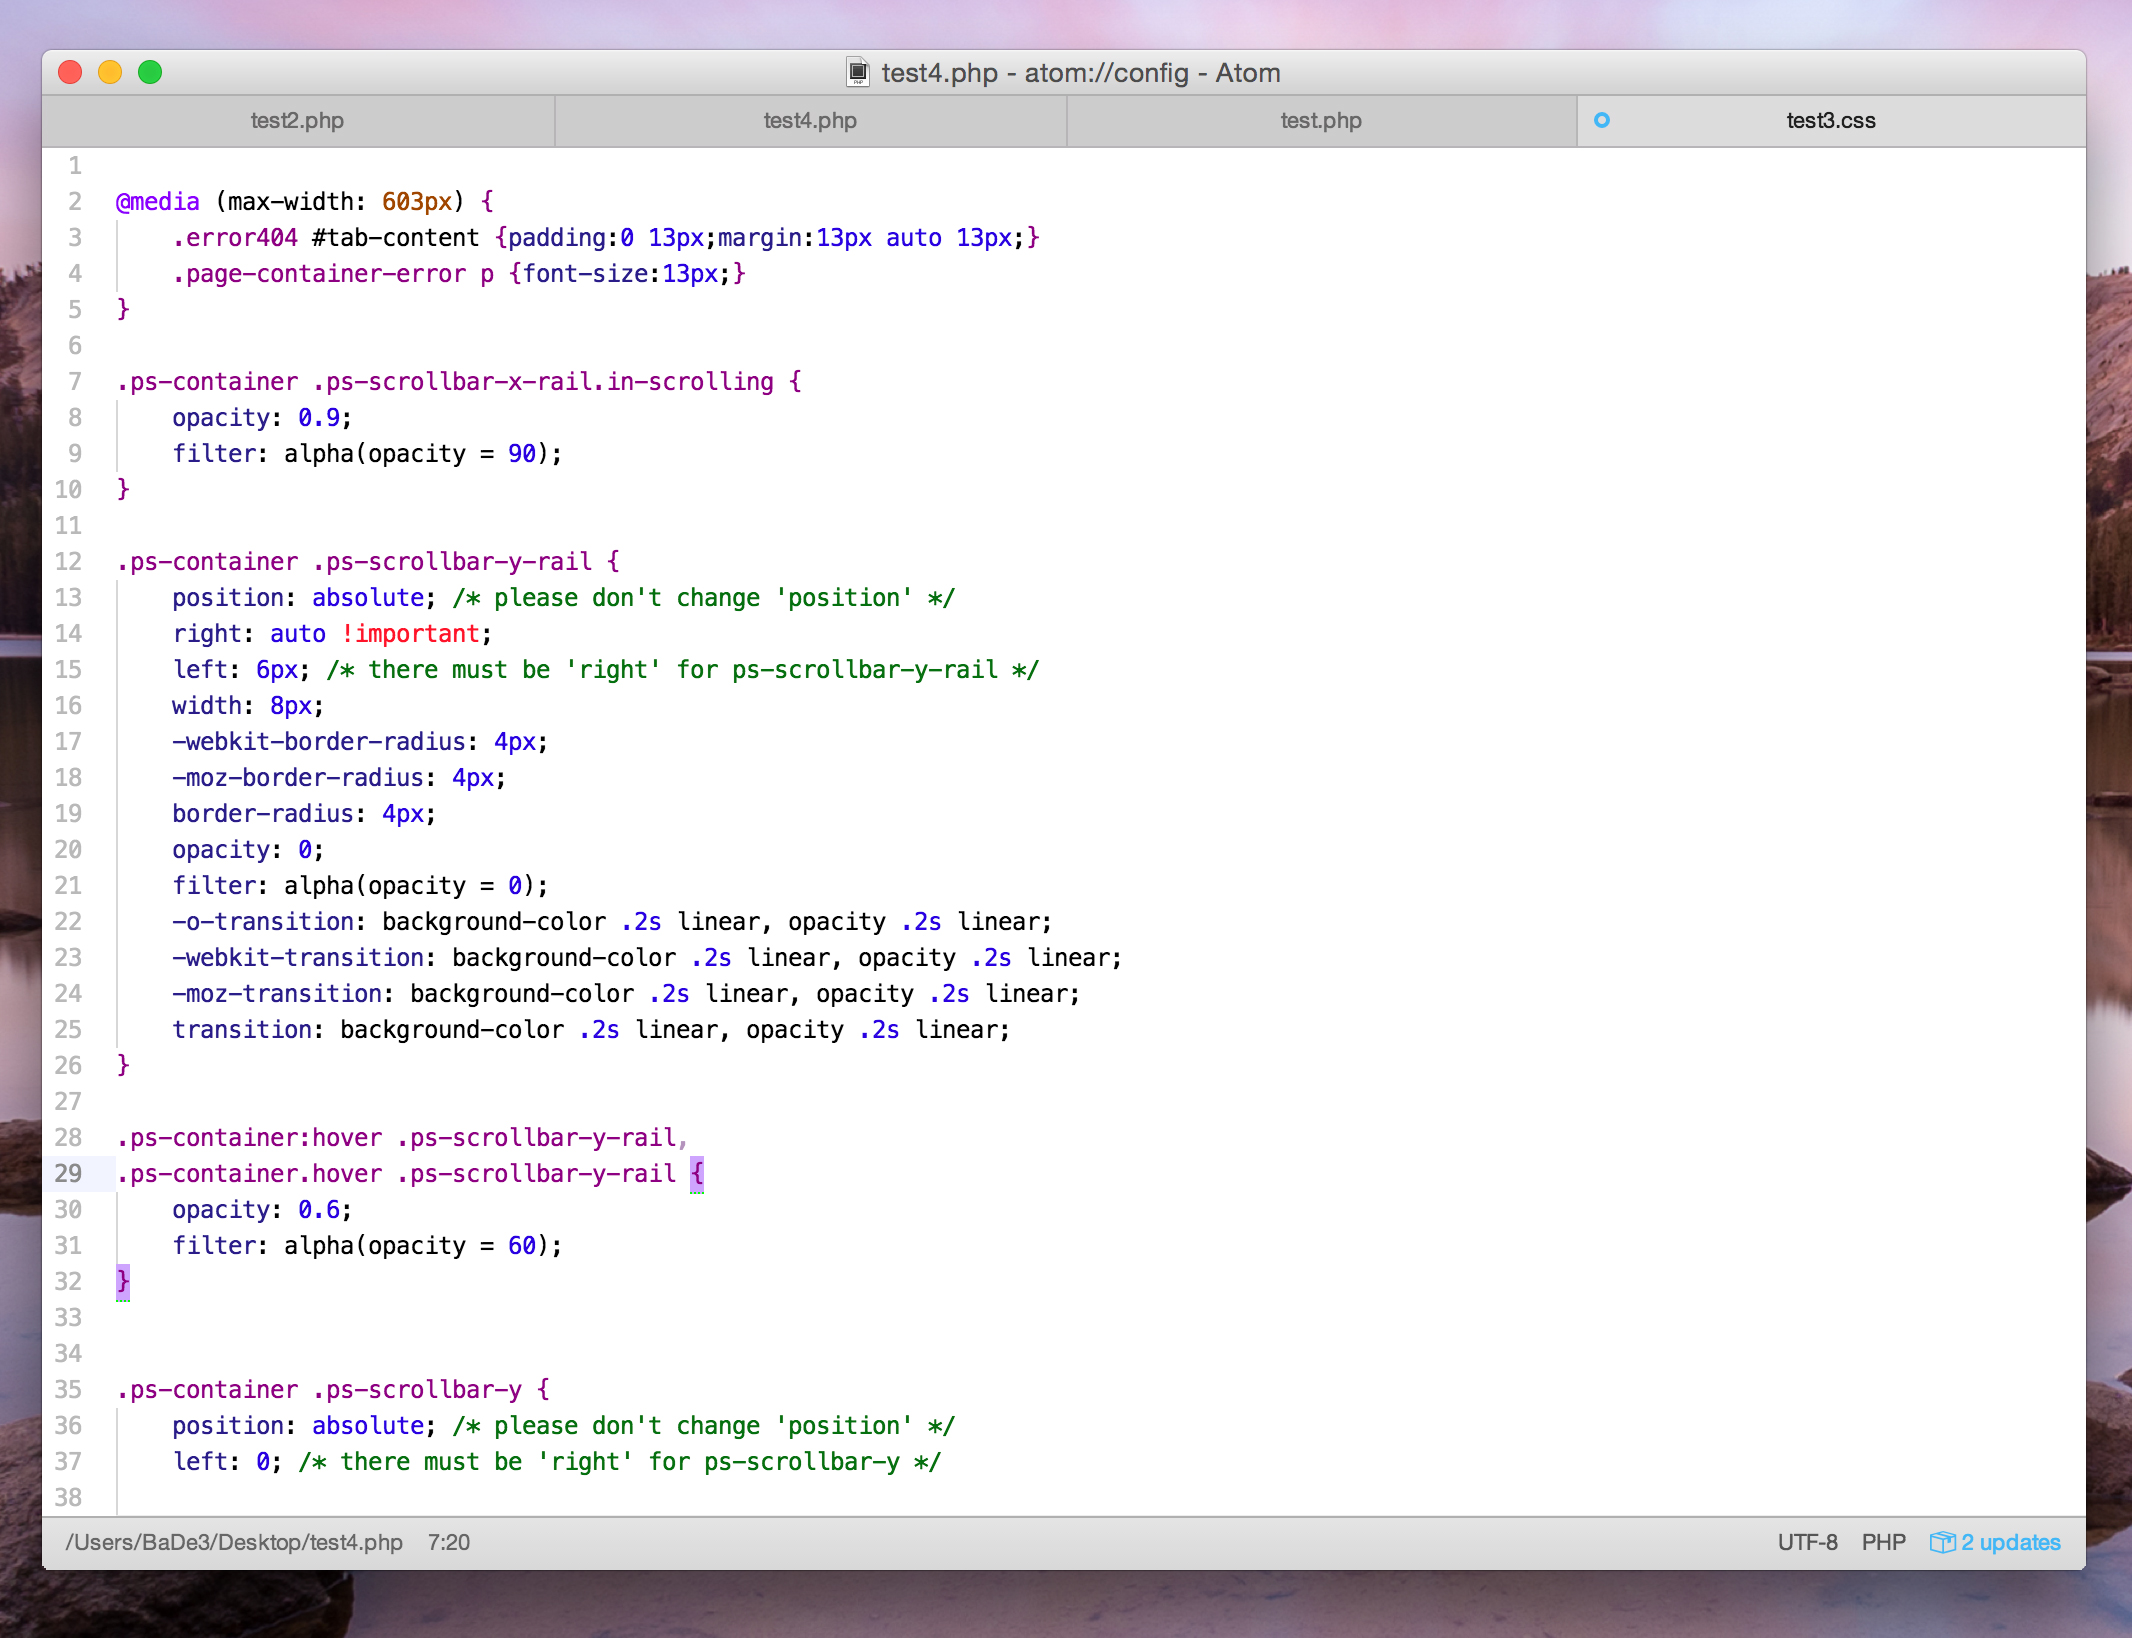 test4.php - atom://config - Atom
test2.php test4.php test.php test3.css
1
2 @media (max-width: 603px) {
3 .error404 #tab-content {padding:0 13px;margin:13px auto 13px;}
4 .page-container-error p {font-size:13px;}
5 }
6
7 .ps-container .ps-scrollbar-x-rail.in-scrolling {
8 opacity: 0.9;
9 filter: alpha(opacity = 90);
10 }
11
12 .ps-container .ps-scrollbar-y-rail {
13 position: absolute; /* please don't change 'position' */
14 right: auto !important;
15 left: 6px; /* there must be 'right' for ps-scrollbar-y-rail */
16 width: 8px;
17 -webkit-border-radius: 4px;
18 -moz-border-radius: 4px;
19 border-radius: 4px;
20 opacity: 0;
21 filter: alpha(opacity = 0);
22 -o-transition: background-color .2s linear, opacity .2s linear;
23 -webkit-transition: background-color .2s linear, opacity .2s linear;
24 -moz-transition: background-color .2s linear, opacity .2s linear;
25 transition: background-color .2s linear, opacity .2s linear;
26 }
27
28 .ps-container:hover .ps-scrollbar-y-rail,
29 .ps-container.hover .ps-scrollbar-y-rail {
30 opacity: 0.6;
31 filter: alpha(opacity = 60);
32 }
33
34
35 .ps-container .ps-scrollbar-y {
36 position: absolute; /* please don't change 'position' */
37 left: 0; /* there must be 'right' for ps-scrollbar-y */
38
/Users/BaDe3/Desktop/test4.php 7:20 UTF-8 PHP 2 updates